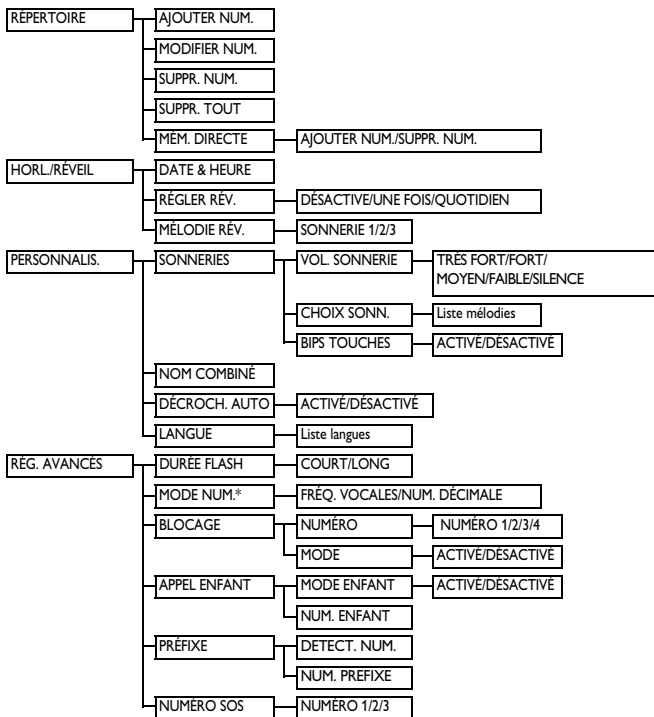 RÉPERTOIRE AJOUTER NUM.
MODIFIER NUM.
SUPPR. NUM.
SUPPR. TOUT
MÉM. DIRECTE AJOUTER NUM./SUPPR. NUM.
HORL./RÉVEIL DATE & HEURE
RÉGLER RÉV. DÉSACTIVE/UNE FOIS/QUOTIDIEN
MÉLODIE RÉV. SONNERIE 1/2/3
PERSONNALIS. SONNERIES VOL. SONNERIE TRÈS FORT/FORT/
MOYEN/FAIBLE/SILENCE
CHOIX SONN. Liste mélodies
BIPS TOUCHES ACTIVÉ/DÉSACTIVÉ
NOM COMBINÉ
DÉCROCH. AUTO ACTIVÉ/DÉSACTIVÉ
LANGUE Liste langues
RÉG. AVANCÉS DURÉE FLASH COURT/LONG
MODE NUM.* FRÉQ. VOCALES/NUM. DÉCIMALE
BLOCAGE NUMÉRO NUMÉRO 1/2/3/4
MODE ACTIVÉ/DÉSACTIVÉ
APPEL ENFANT MODE ENFANT ACTIVÉ/DÉSACTIVÉ
NUM. ENFANT
PRÉFIXE DETECT. NUM.
NUM. PREFIXE
NUMÉRO SOS NUMÉRO 1/2/3